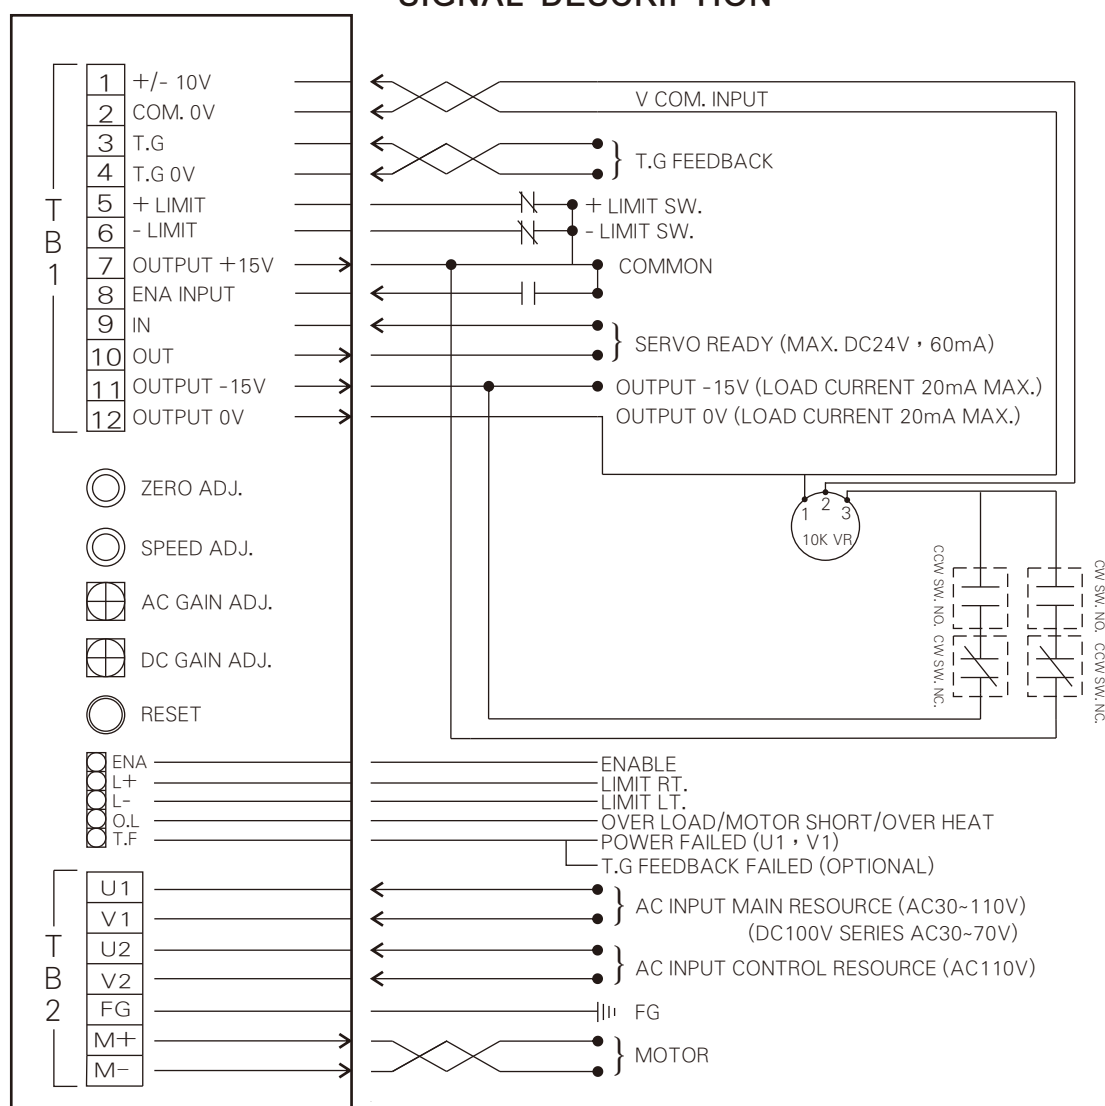 SIGNAL DESCRIPTION
TB1
1 +/- 10V
V COM. INPUT
2 COM. 0V
3 T.G
T.G FEEDBACK
4 T.G 0V
5 + LIMIT
+ LIMIT SW.
6 - LIMIT
- LIMIT SW.
7 OUTPUT +15V
COMMON
8 ENA INPUT
9 IN
SERVO READY (MAX. DC24V，60mA)
10 OUT
11 OUTPUT -15V
OUTPUT -15V (LOAD CURRENT 20mA MAX.)
12 OUTPUT 0V
OUTPUT 0V (LOAD CURRENT 20mA MAX.)
ZERO ADJ.
SPEED ADJ.
AC GAIN ADJ.
DC GAIN ADJ.
RESET
1 2 3
10K VR
CCW SW. NO.
CW SW. NC.
CW SW. NO.
CCW SW. NC.
ENA
ENABLE
L+
LIMIT RT.
L-
LIMIT LT.
O.L
OVER LOAD/MOTOR SHORT/OVER HEAT
T.F
POWER FAILED (U1，V1)
T.G FEEDBACK FAILED (OPTIONAL)
TB2
U1
AC INPUT MAIN RESOURCE (AC30~110V)
V1
(DC100V SERIES AC30~70V)
U2
AC INPUT CONTROL RESOURCE (AC110V)
V2
FG
FG
M+
MOTOR
M-